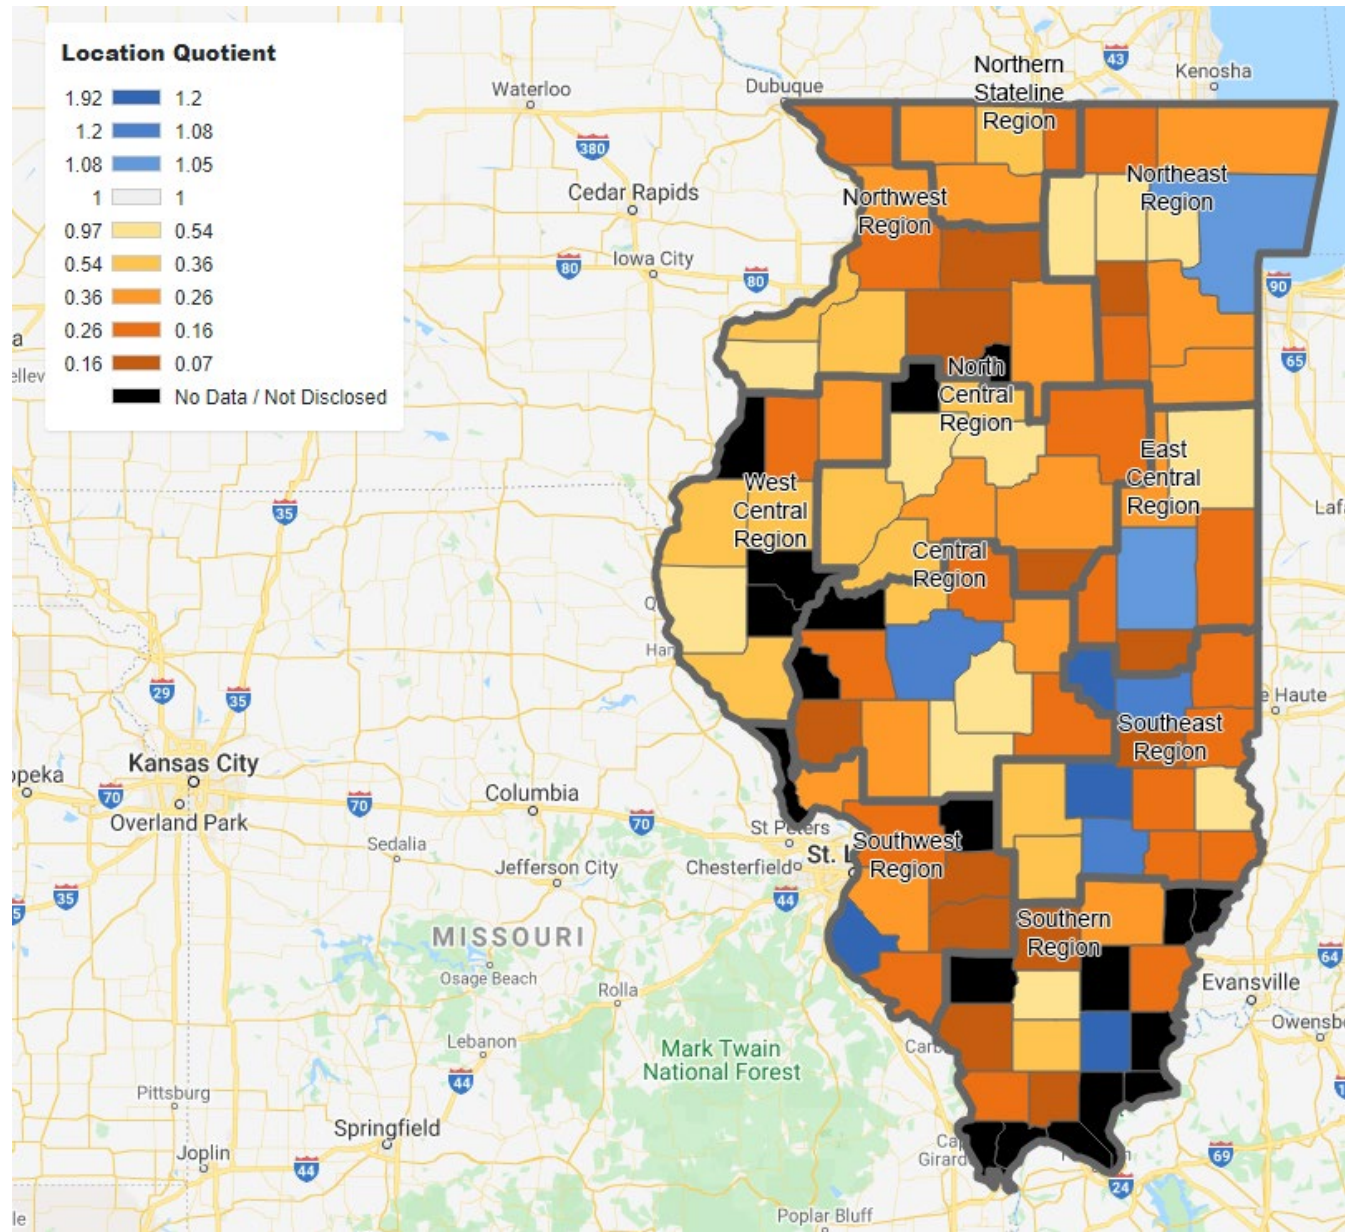 Location Quotient
1.92 1.2
1.2 1.08
1.08 1.05
1 1
0.97 0.54
0.54 0.36
0.36 0.26
0.26 0.16
0.16 0.07
No Data / Not Disclosed
43
Kenosha
Northern
Stateline
Region
Dubuque
Waterloo
380
Cedar Rapids
Northeast
Region
Northwest
Region
Iowa City
80
80
90
65
North
Central
Region
East
Central
Region
West
Central
Region
35
Central
Region
29
35
Southeast
Region
Kansas City
70
Overland Park
70
Columbia
70
St Peters
Sedalia
Jefferson City
Chesterfield
St. L
Southwest
Region
44
35
MISSOURI
Osage Beach
Southern
Region
64
Evansville
Rolla
Lebanon
44
Mark Twain
National Forest
Pittsburg
Springfield
Joplin
44
69
24
Poplar Bluff